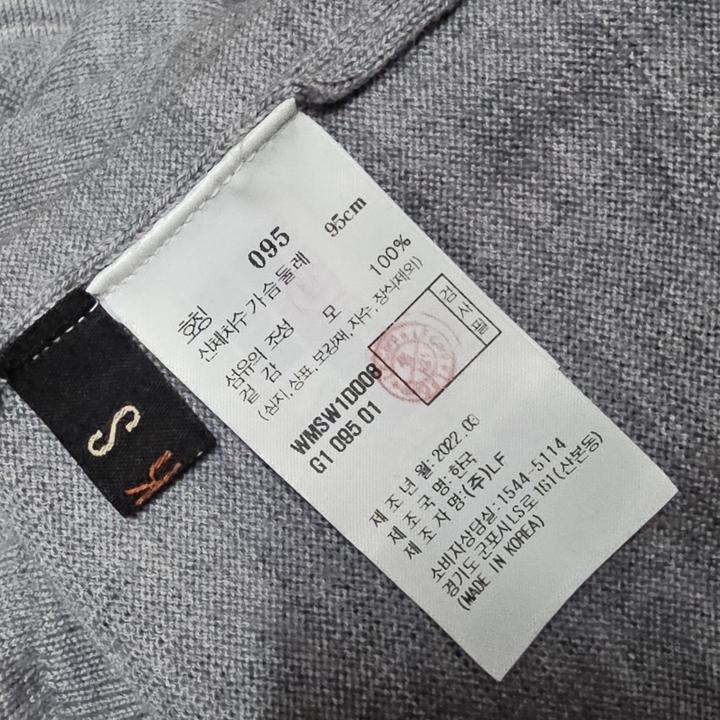 호칭 095
신체치수 가슴둘레 95cm
섬유의 조성
겉 감 모 100%
(심지, 상표, 보강재, 자수, 장식제외)
검 사 필
WMSW1D008
G1 095 01
제 조 년 월:2022.03
제 조 국 명:한국
제 조 자 명:(주)LF
소비자상담실:1544-5114
경기도 군포시LS로 161(산본동)
(MADE IN KOREA)
S